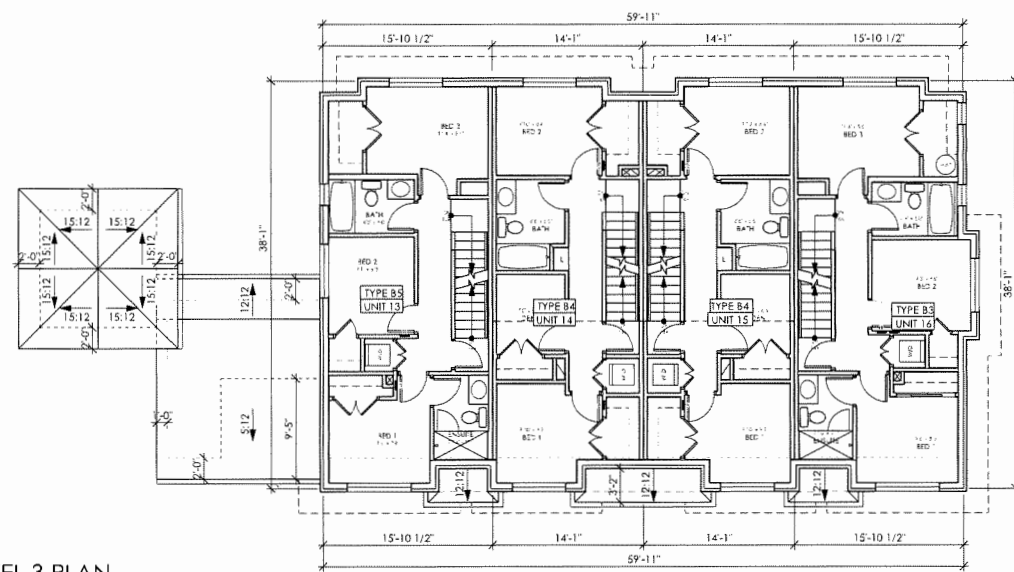 59'-11"
15'-10 1/2" 14'-1" 14'-1" 15'-10 1/2"
BED 3 BED 2 BED 2 BED 3
BATH BATH BATH BATH
38'-1" 38'-1"
2'-0" 2'-0" 2'-0" 2'-0"
15:12 15:12 15:12 15:12
15:12 15:12 15:12 15:12
12:12 2'-0"
BED 2 BED 2
L L
TYPE B5
UNIT 13
TYPE B4
UNIT 14
TYPE B4
UNIT 15
TYPE B3
UNIT 16
1'-0" 5:12 9'-5" 2'-0"
BED 1 ENSUITE BED 1 BED 1 ENSUITE BED 1
12:12 3'-2" 12:12 12:12
15'-10 1/2" 14'-1" 14'-1" 15'-10 1/2"
59'-11"
EL 3 PLAN